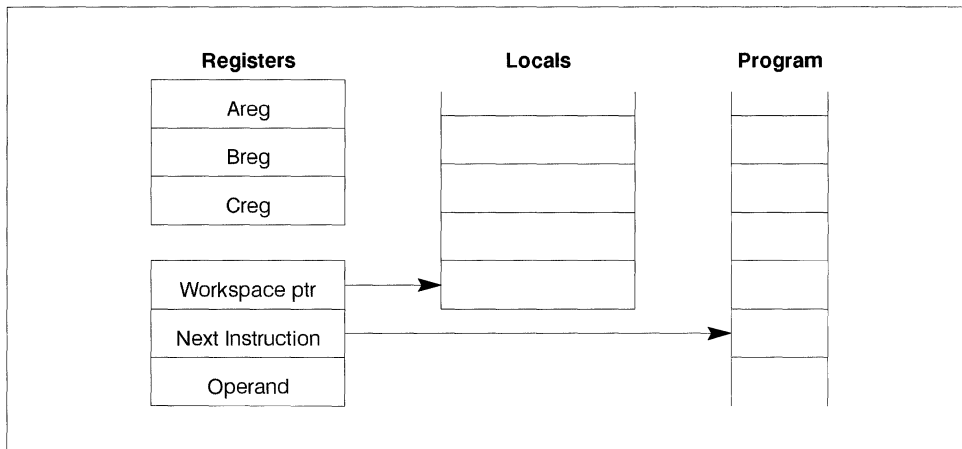 Registers
Locals
Program
Areg
Breg
Creg
Workspace ptr
Next Instruction
Operand